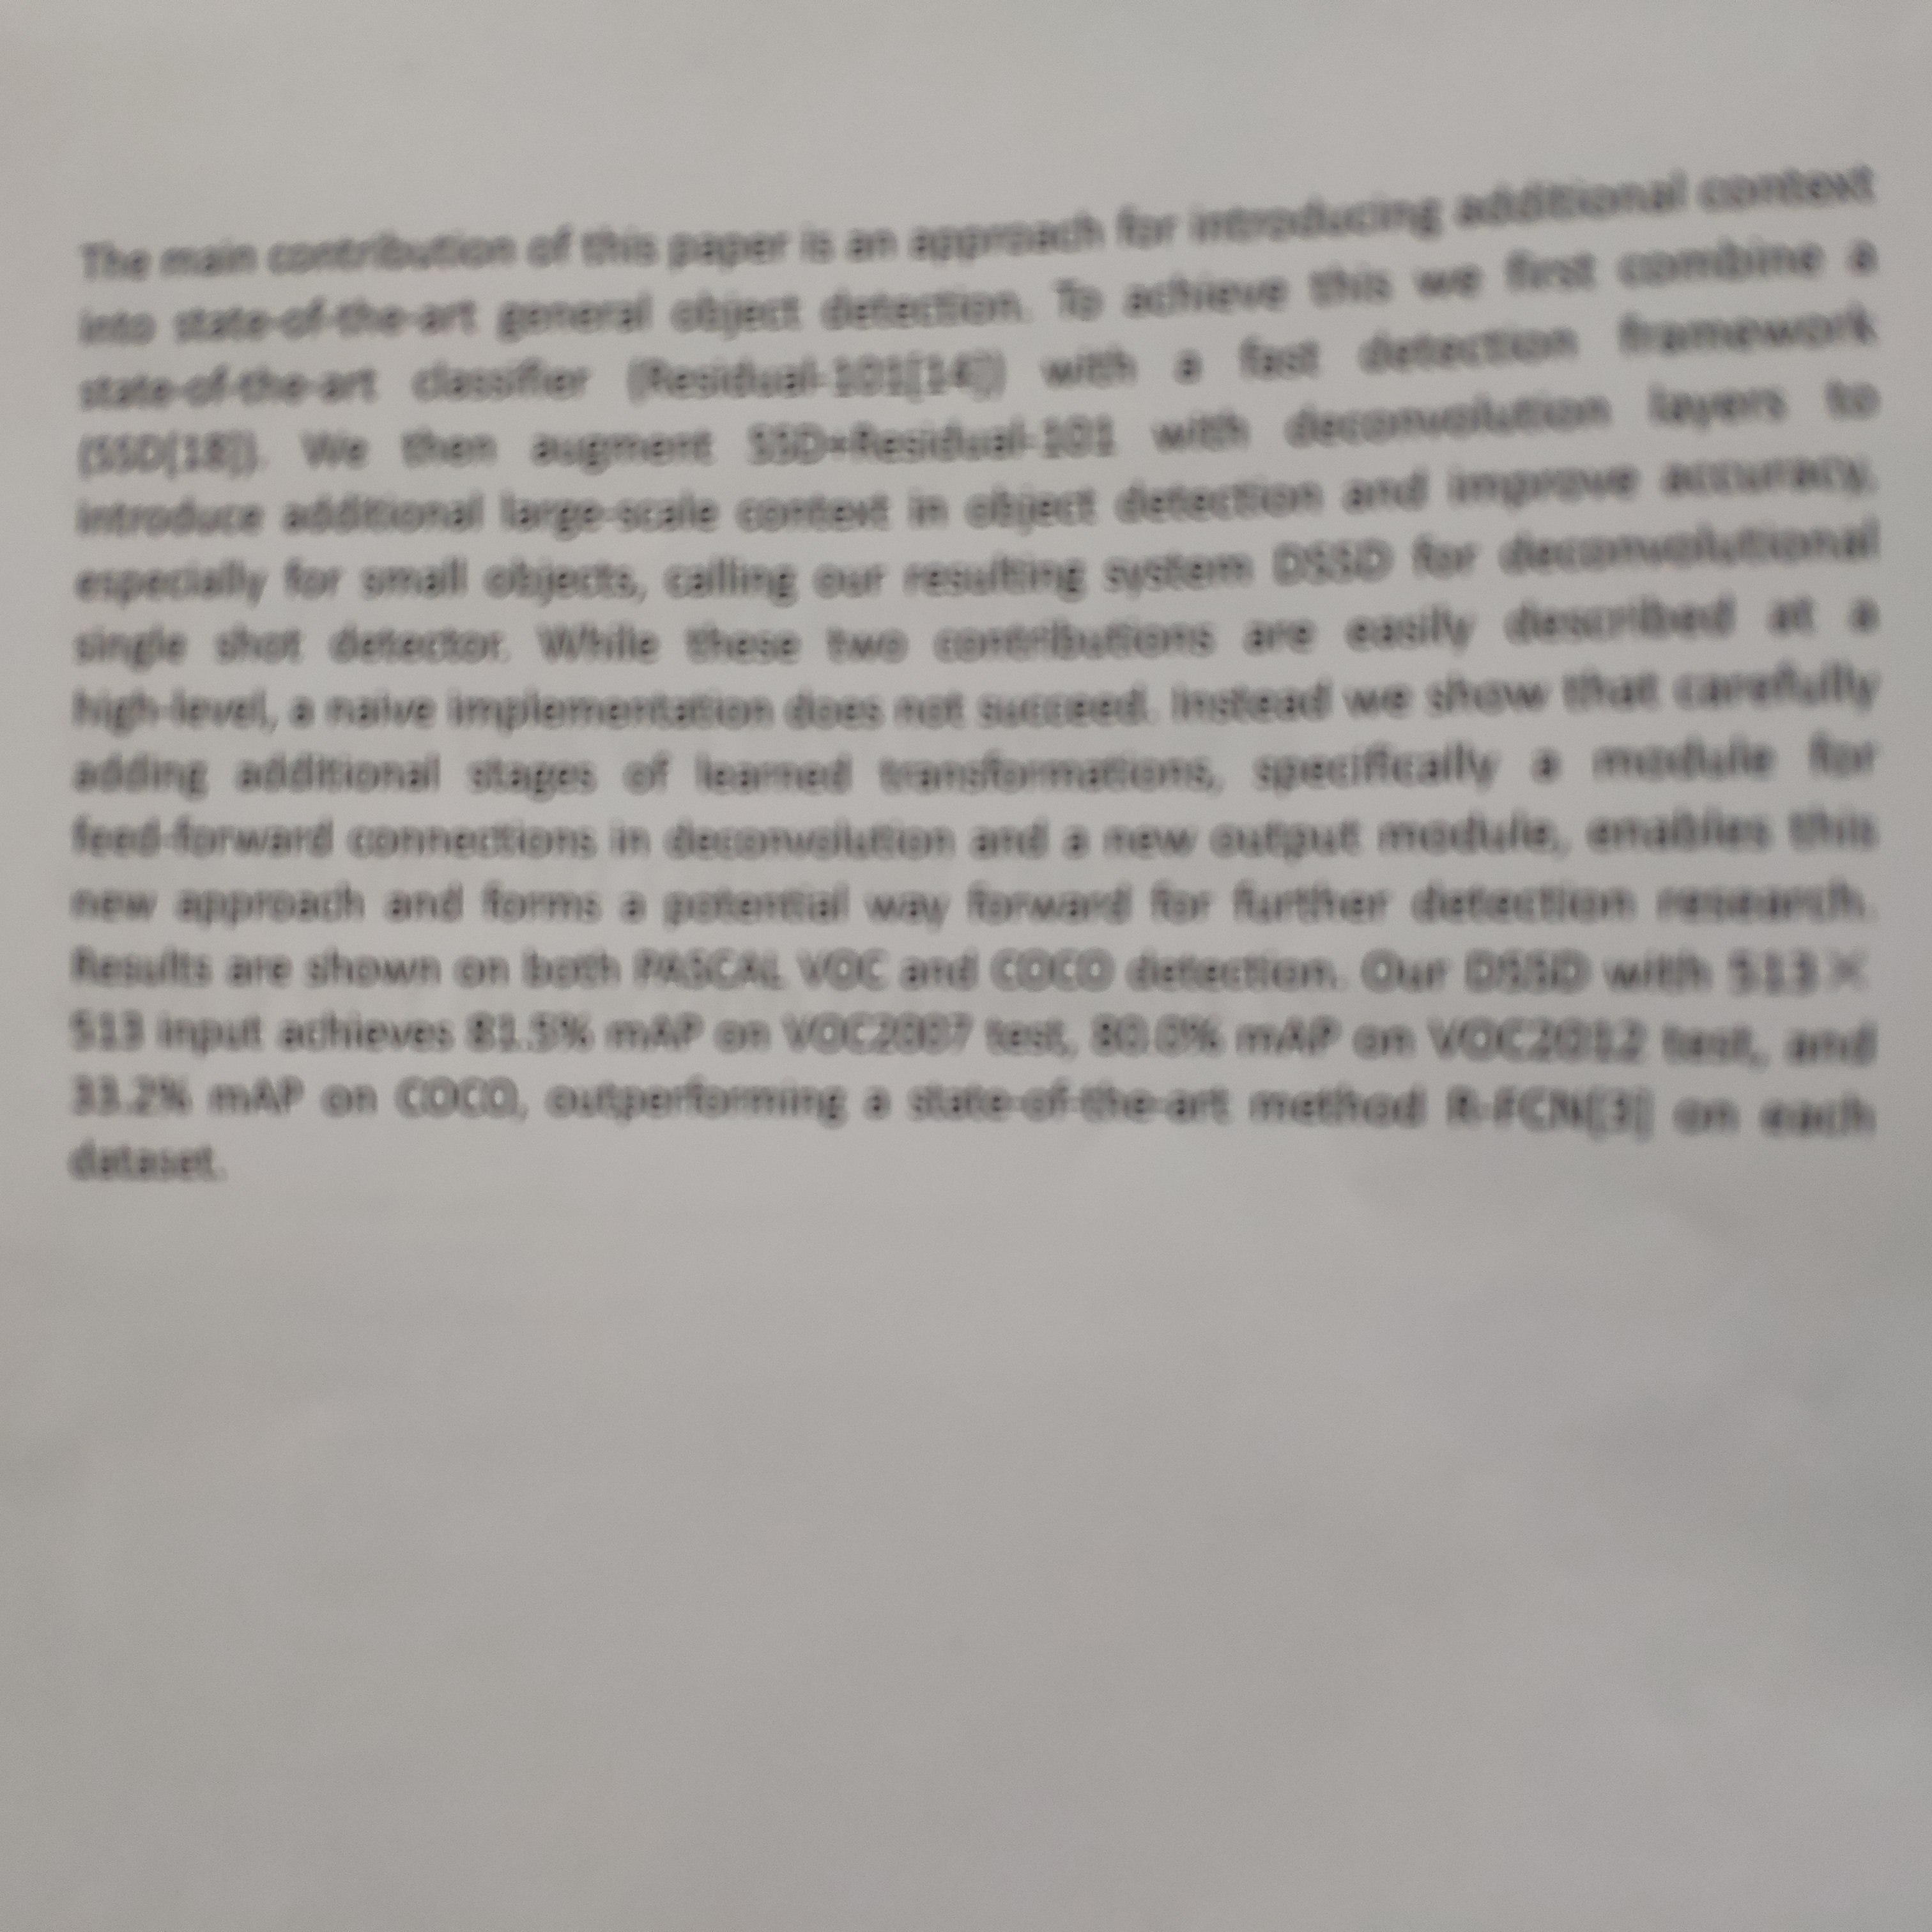 The main contribution of this paper is an approach for introducing additional context
into state-of-the-art general object detection. To achieve this we first combine a
state-of-the-art classifier (Residual-101[14]) with a fast detection framework
(SSD[18]). We then augment SSD+Residual-101 with deconvolution layers to
introduce additional large-scale context in object detection and improve accuracy,
especially for small objects, calling our resulting system DSSD for deconvolutional
single shot detector. While these two contributions are easily described at a
high-level, a naive implementation does not succeed. Instead we show that carefully
adding additional stages of learned transformations, specifically a module for
feed-forward connections in deconvolution and a new output module, enables this
new approach and forms a potential way forward for further detection research.
Results are shown on both PASCAL VOC and COCO detection. Our DSSD with 513×
513 input achieves 81.5% mAP on VOC2007 test, 80.0% mAP on VOC2012 test, and
33.2% mAP on COCO, outperforming a state-of-the-art method R-FCN[3] on each
dataset.